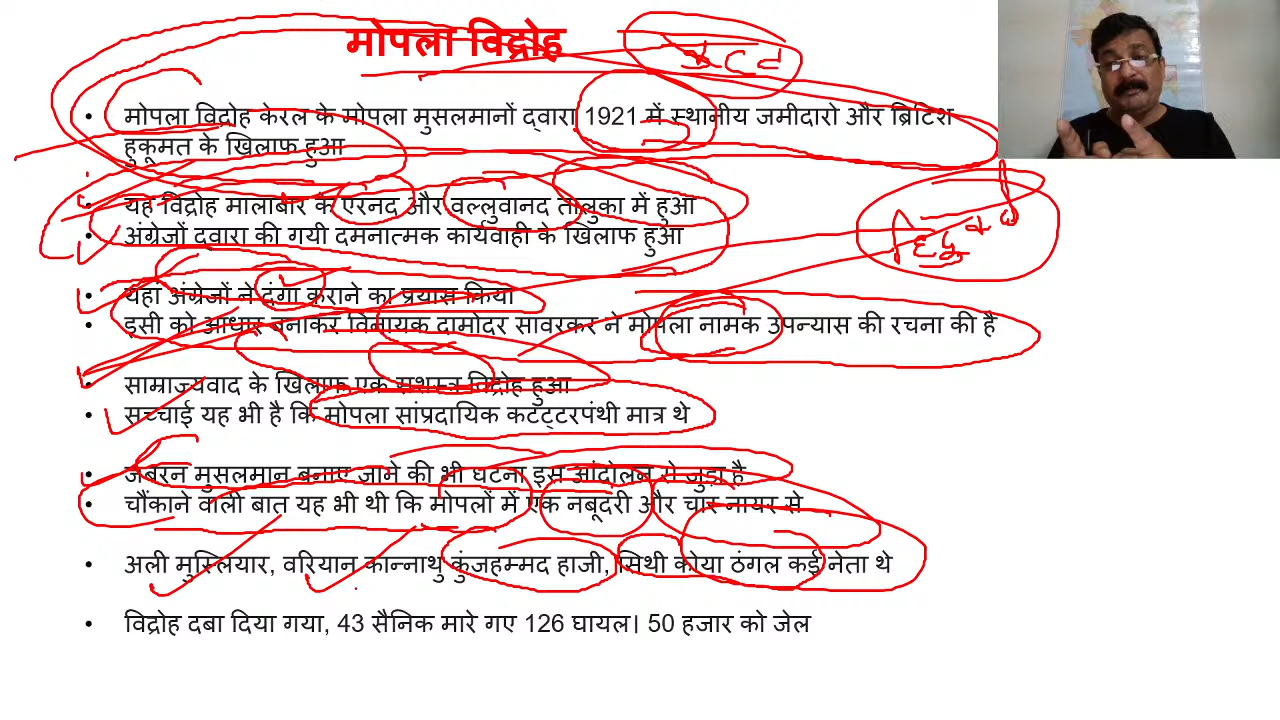 मोपला विद्रोह
• मोपला विद्रोह केरल के मोपला मुसलमानों द्वारा 1921 में स्थानीय जमीदारो और ब्रिटिश
हुकूमत के खिलाफ हुआ
• यह विद्रोह मालाबार के एरनद और वल्लुवानद तालुका में हुआ
• अंग्रेजों दवारा की गयी दमनात्मक कार्यवाही के खिलाफ हुआ
• यहां अंग्रेजों ने दंगा कराने का प्रयास किया
• इसी को आधार बनाकर विनायक दामोदर सावरकर ने मोपला नामक उपन्यास की रचना की है
• साम्राज्यवाद के खिलाफ एक सशस्त्र विद्रोह हुआ
• सच्चाई यह भी है कि मोपला सांप्रदायिक कटट्टरपंथी मात्र थे
• जबरन मुसलमान बनाए जामे की भी घटना इस आंदोलन से जुड़ा है
• चौंकाने वाली बात यह भी थी कि मोपलों में एक नबूदरी और चार नायर से
• अली मुस्लियार, वरियान कान्नाथु कुंजहम्मद हाजी, सिथी कोया ठंगल कई नेता थे
• विद्रोह दबा दिया गया, 43 सैनिक मारे गए 126 घायल। 50 हजार को जेल